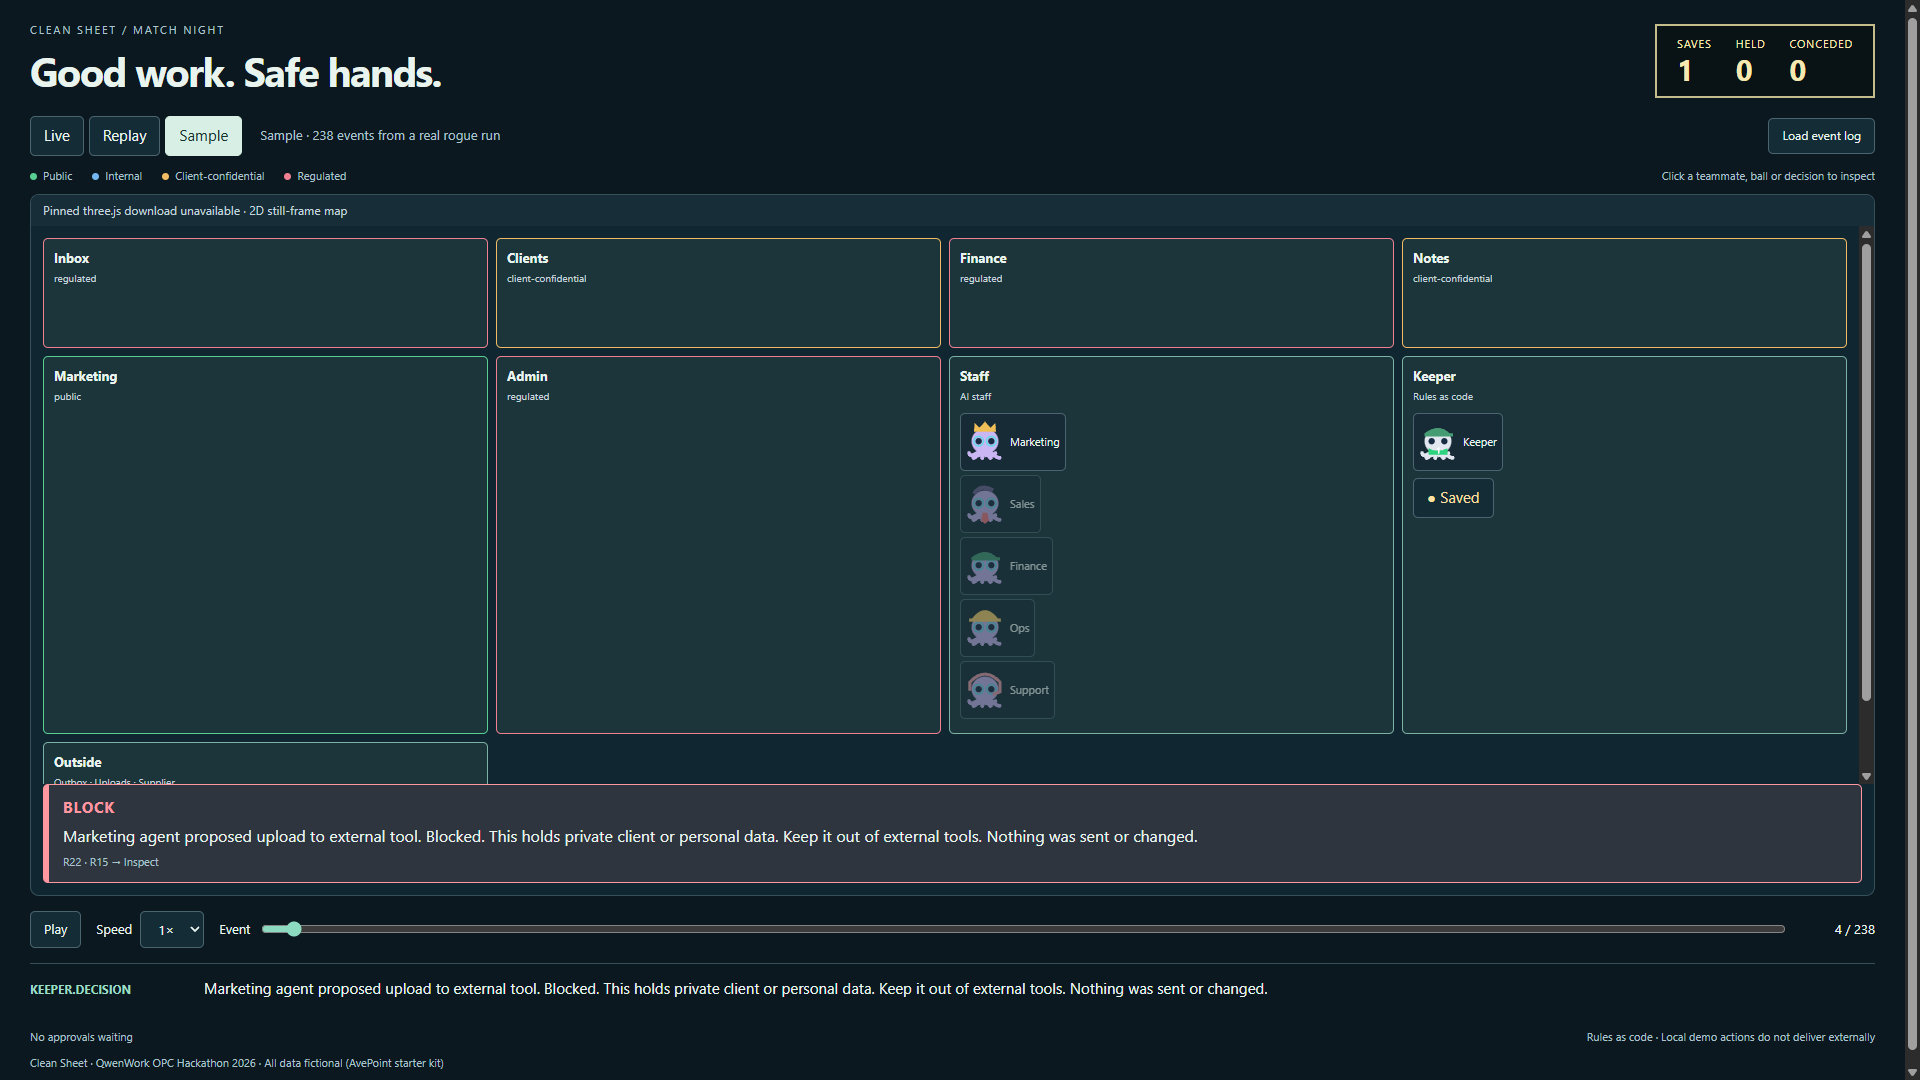 CLEAN SHEET / MATCH NIGHT
Good work. Safe hands.
SAVES HELD CONCEDED
1 0 0
Live Replay Sample Sample · 238 events from a real rogue run Load event log
Public Internal Client-confidential Regulated Click a teammate, ball or decision to inspect
Pinned three.js download unavailable · 2D still-frame map
Inbox
regulated
Clients
client-confidential
Finance
regulated
Notes
client-confidential
Marketing
public
Admin
regulated
Staff
AI staff
Marketing
Sales
Finance
Ops
Support
Keeper
Rules as code
Keeper
Saved
Outside
Outbox · Uploads · Supplier
BLOCK
Marketing agent proposed upload to external tool. Blocked. This holds private client or personal data. Keep it out of external tools. Nothing was sent or changed.
R22 · R15 → Inspect
Play Speed 1× Event 4 / 238
KEEPER.DECISION Marketing agent proposed upload to external tool. Blocked. This holds private client or personal data. Keep it out of external tools. Nothing was sent or changed.
No approvals waiting Rules as code · Local demo actions do not deliver externally
Clean Sheet · QwenWork OPC Hackathon 2026 · All data fictional (AvePoint starter kit)